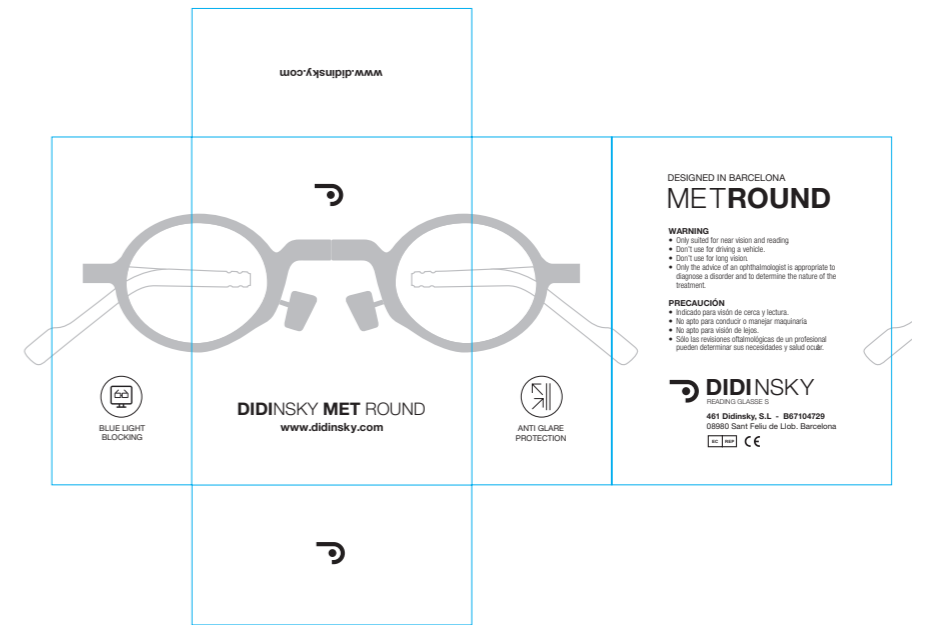 www.didinsky.com
BLUE LIGHT
BLOCKING
DIDINSKY MET ROUND
www.didinsky.com
ANTI GLARE
PROTECTION
DESIGNED IN BARCELONA
METROUND
WARNING
• Only suited for near vision and reading.
• Don't use for driving a vehicle.
• Don't use for long vision.
• Only the advice of an ophthalmologist is appropriate to
diagnose a disorder and to determine the nature of the
treatment.
PRECAUCIÓN
• Indicado para visón de cerca y lectura.
• No apto para conducir o manejar maquinaría
• No apto para visión de lejos.
• Sólo las revisiones oftalmológicas de un profesional
pueden determinar sus necesidades y salud ocular.
DIDINSKY
READING GLASSE S
461 Didinsky, S.L - B67104729
08980 Sant Feliu de Llob. Barcelona
EC REP CE